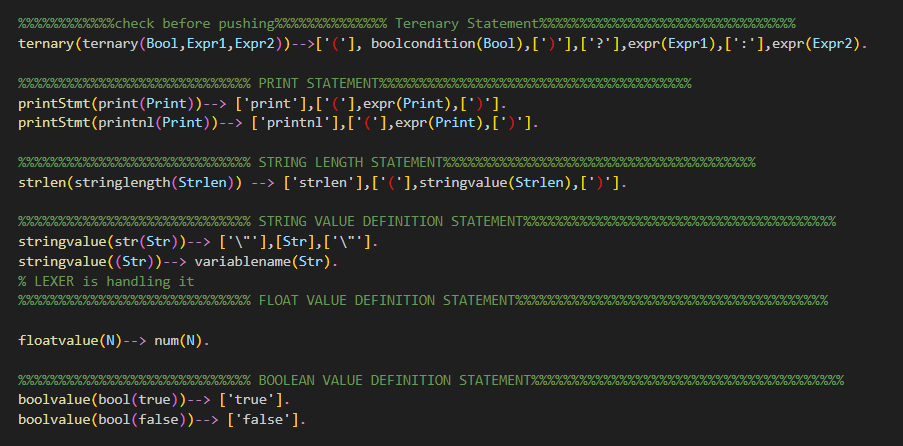 %%%%%%%%%%%%check before pushing%%%%%%%%%%%%%% Terenary Statement%%%%%%%%%%%%%%%%%%%%%%%%%%%%%%%%
ternary(ternary(Bool,Expr1,Expr2))-->['('], boolcondition(Bool),[')'],['?'],expr(Expr1),[':'],expr(Expr2).
%%%%%%%%%%%%%%%%%%%%%%%%%%%%% PRINT STATEMENT%%%%%%%%%%%%%%%%%%%%%%%%%%%%%%%%%%%%%%%
printStmt(print(Print))--> ['print'],['('],expr(Print),[')'].
printStmt(printnl(Print))--> ['printnl'],['('],expr(Print),[')'].
%%%%%%%%%%%%%%%%%%%%%%%%%%%%% STRING LENGTH STATEMENT%%%%%%%%%%%%%%%%%%%%%%%%%%%%%%%%%%%%%%%
strlen(stringlength(Strlen)) --> ['strlen'],['('],stringvalue(Strlen),[')'].
%%%%%%%%%%%%%%%%%%%%%%%%%%%%% STRING VALUE DEFINITION STATEMENT%%%%%%%%%%%%%%%%%%%%%%%%%%%%%%%%%%%%%%%
stringvalue(str(Str))--> ['\"'],[Str],['\"'].
stringvalue((Str))--> variablename(Str).
% LEXER is handling it
%%%%%%%%%%%%%%%%%%%%%%%%%%%%% FLOAT VALUE DEFINITION STATEMENT%%%%%%%%%%%%%%%%%%%%%%%%%%%%%%%%%%%%%%%
floatvalue(N)--> num(N).
%%%%%%%%%%%%%%%%%%%%%%%%%%%%% BOOLEAN VALUE DEFINITION STATEMENT%%%%%%%%%%%%%%%%%%%%%%%%%%%%%%%%%%%%%%%
boolvalue(bool(true))--> ['true'].
boolvalue(bool(false))--> ['false'].